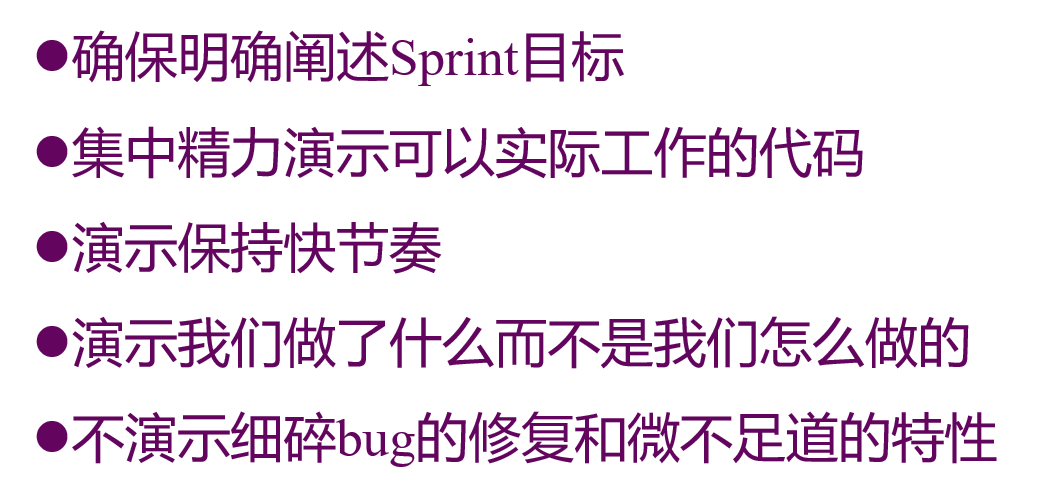 ●确保明确阐述Sprint目标
●集中精力演示可以实际工作的代码
●演示保持快节奏
●演示我们做了什么而不是我们怎么做的
●不演示细碎bug的修复和微不足道的特性